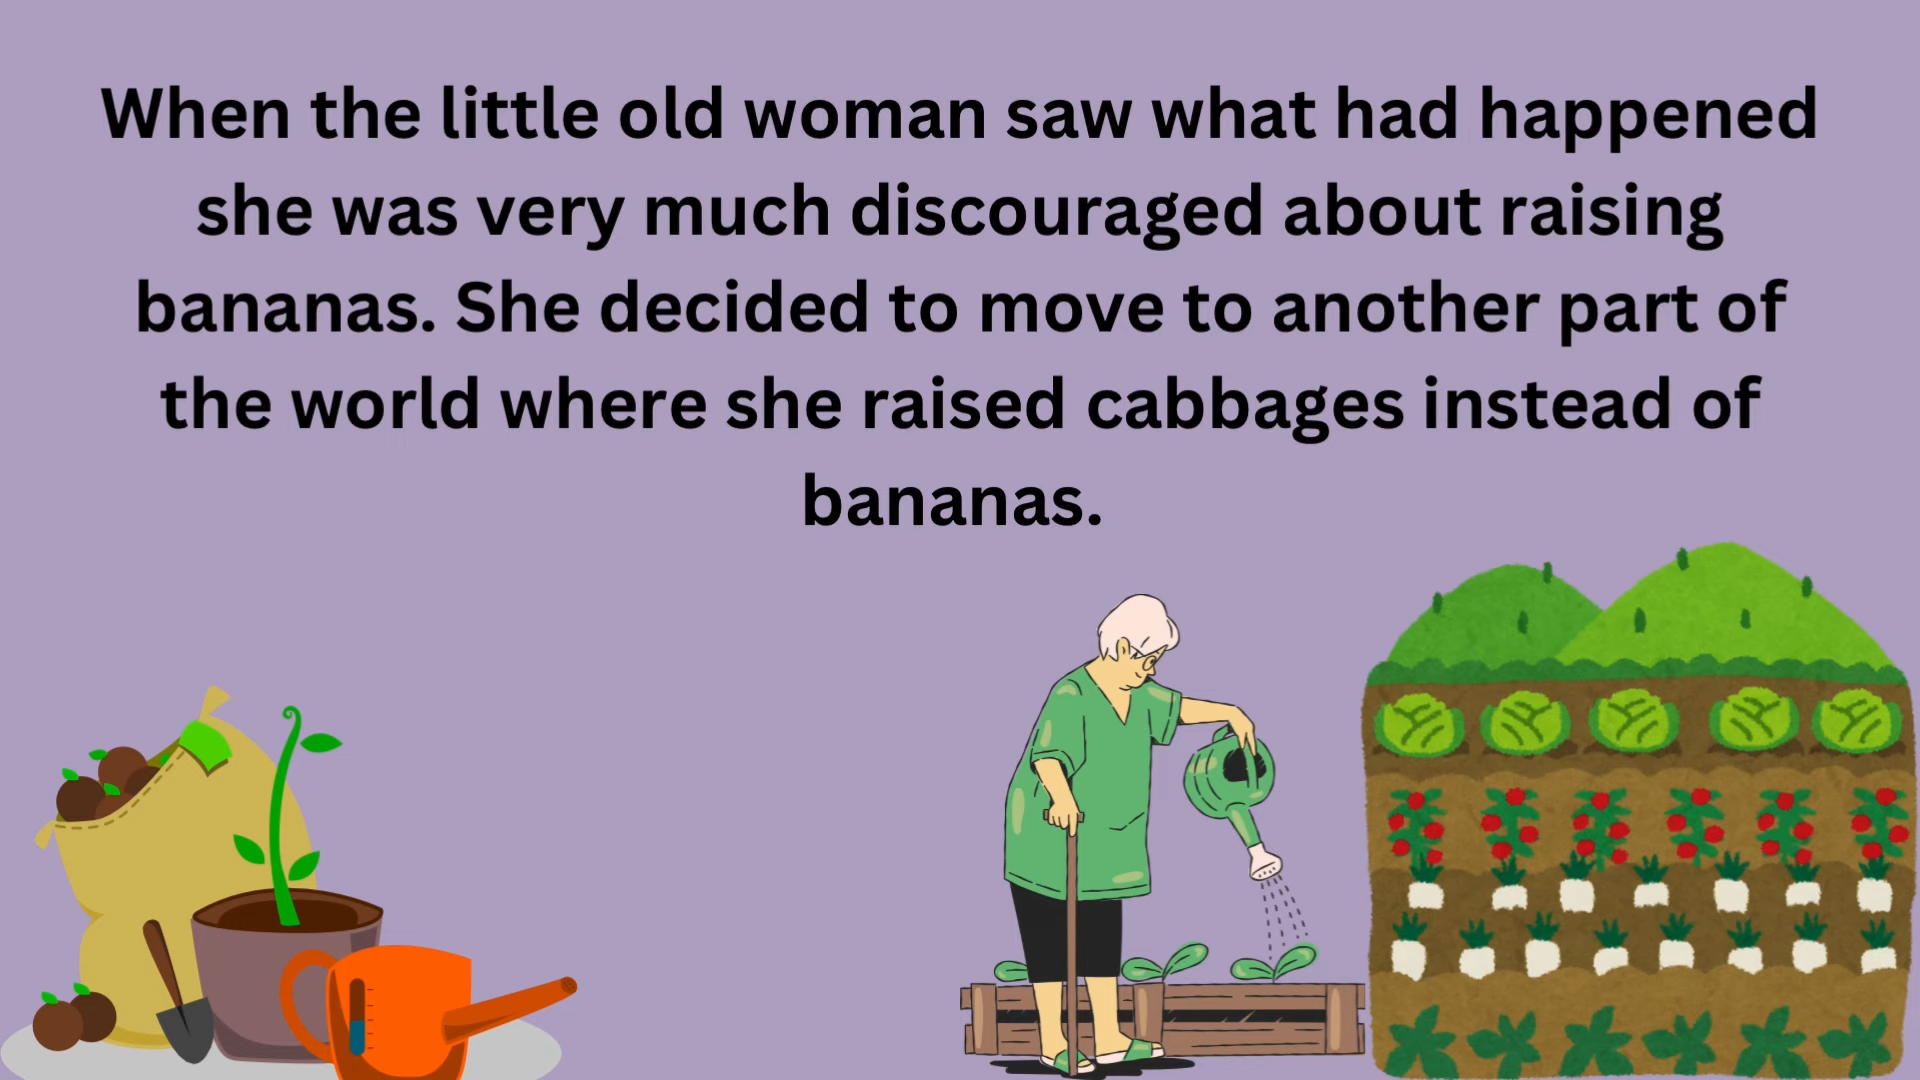 When the little old woman saw what had happened
she was very much discouraged about raising
bananas. She decided to move to another part of
the world where she raised cabbages instead of
bananas.